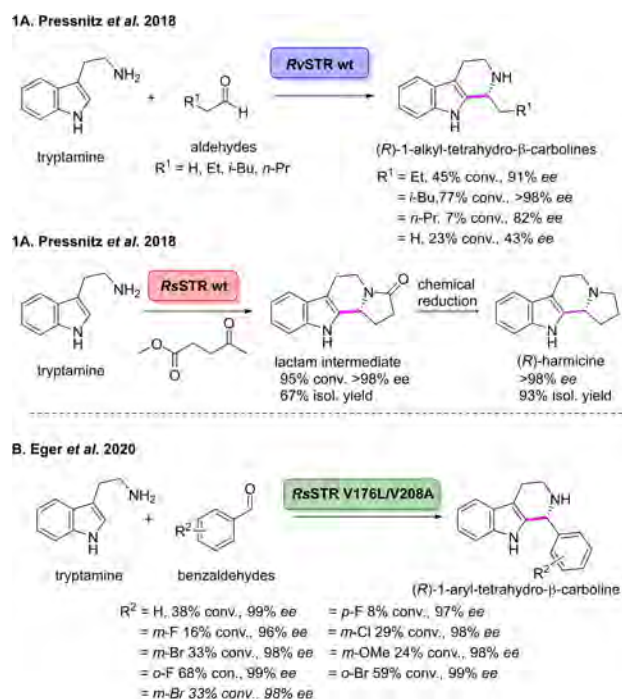 1A. Pressnitz et al. 2018
NH2
N
H
tryptamine
+
R1
O
H
aldehydes
R1 = H, Et, i-Bu, n-Pr
RvSTR wt
NH
N
H
R1
(R)-1-alkyl-tetrahydro-β-carbolines
R1 = Et, 45% conv., 91% ee
= i-Bu,77% conv., >98% ee
= n-Pr. 7% conv., 82% ee
= H, 23% conv., 43% ee
1A. Pressnitz et al. 2018
NH2
N
H
tryptamine
RsSTR wt
O
O
O
N
O
N
H
lactam intermediate
95% conv. >98% ee
67% isol. yield
chemical
reduction
N
N
H
(R)-harmicine
>98% ee
93% isol. yield
B. Eger et al. 2020
NH2
N
H
tryptamine
+
O
R2
benzaldehydes
RsSTR V176L/V208A
NH
N
H
R2
(R)-1-aryl-tetrahydro-μ-carboline
R2 = H, 38% conv., 99% ee
= m-F 16% conv., 96% ee
= m-Br 33% conv., 98% ee
= o-F 68% con., 99% ee
= m-Br 33% conv., 98% ee
= p-F 8% conv., 97% ee
= m-Cl 29% conv., 98% ee
= m-OMe 24% conv., 98% ee
= o-Br 59% conv., 99% ee